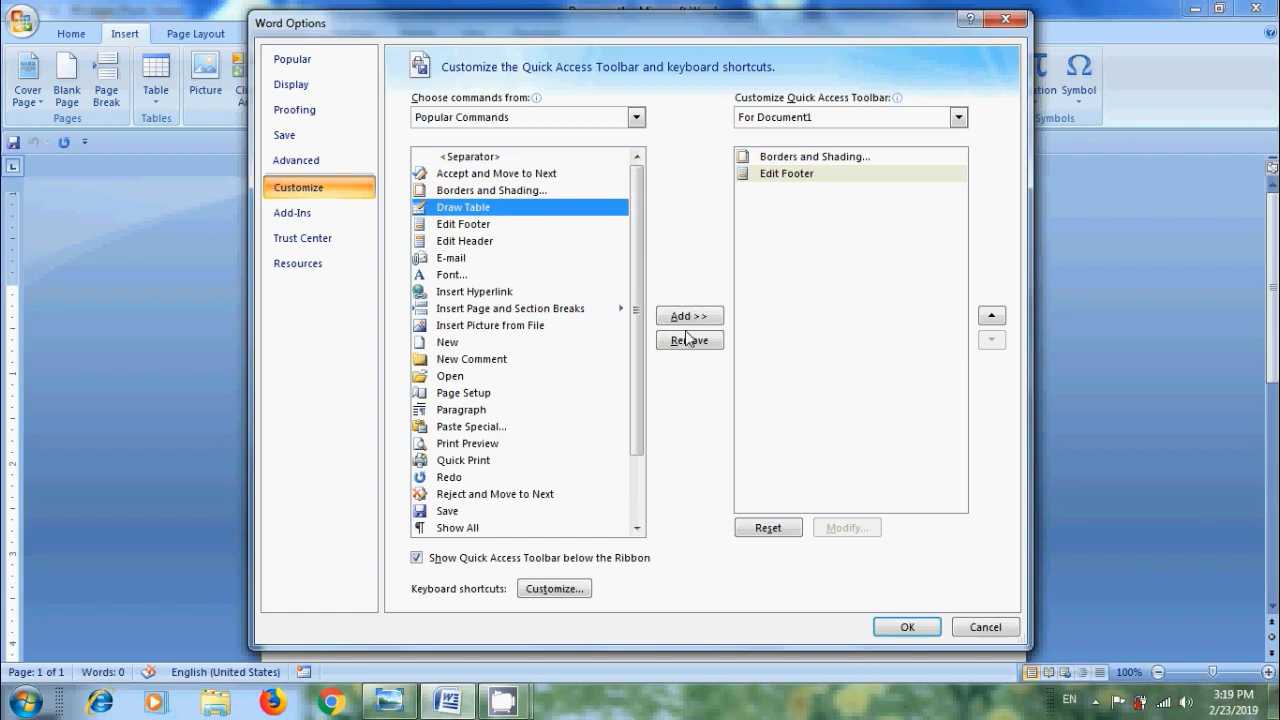 Word Options
?
Home
Insert
Page Layout
Popular
Display
Proofing
Save
Advanced
Customize
Add-Ins
Trust Center
Resources
Cover
Page
Blank
Page
Page
Break
Table
Picture
Pages
Tables
Symbol
Customize the Quick Access Toolbar and keyboard shortcuts.
Choose commands from:
Popular Commands
Customize Quick Access Toolbar:
For Document1
<Separator>
Accept and Move to Next
Borders and Shading...
Draw Table
Edit Footer
Edit Header
E-mail
Font...
Insert Hyperlink
Insert Page and Section Breaks
Insert Picture from File
New
New Comment
Open
Page Setup
Paragraph
Paste Special...
Print Preview
Quick Print
Redo
Reject and Move to Next
Save
Show All
Add >>
Remove
Borders and Shading...
Edit Footer
Reset
Modify...
Show Quick Access Toolbar below the Ribbon
Keyboard shortcuts:
Customize...
OK
Cancel
Page: 1 of 1
Words: 0
English (United States)
100%
EN
3:19 PM
2/23/2019